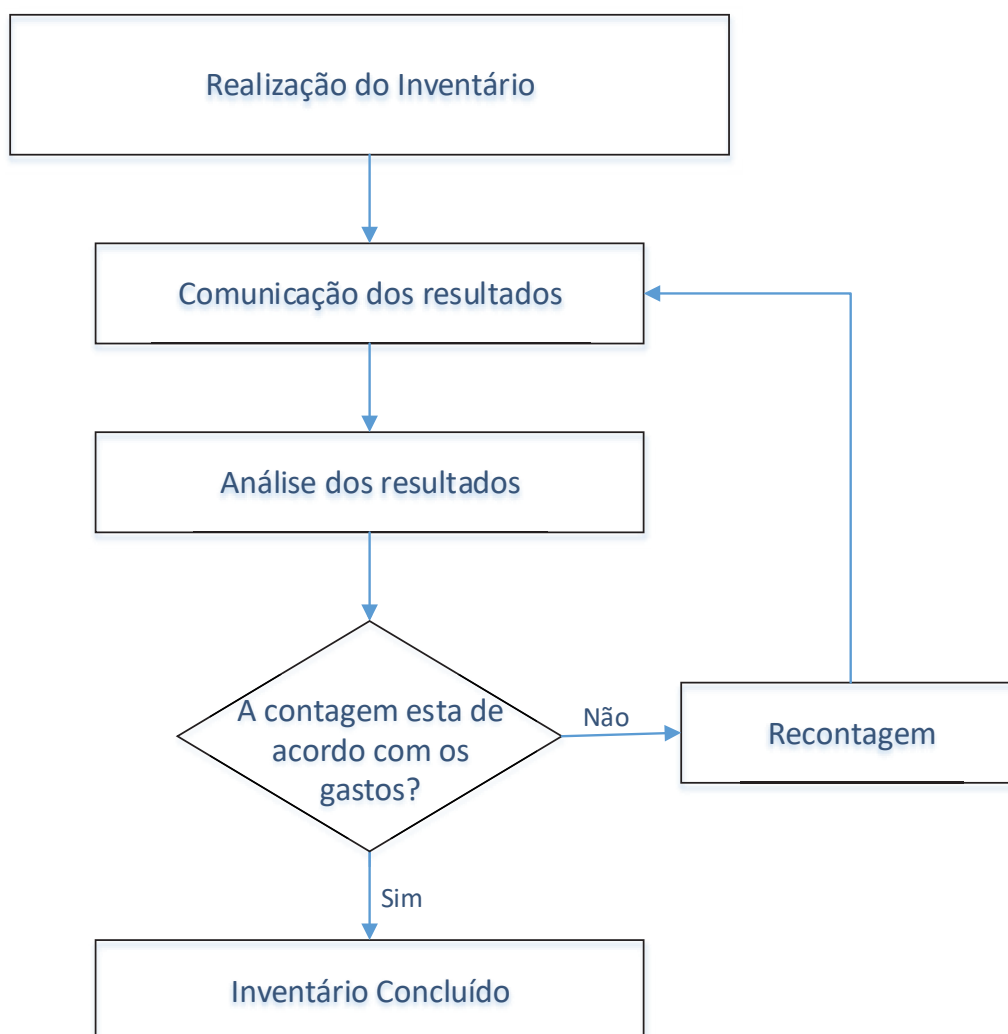 Realização do Inventário
Comunicação dos resultados
Análise dos resultados
A contagem esta de
acordo com os
gastos?
Não
Recontagem
Sim
Inventário Concluído